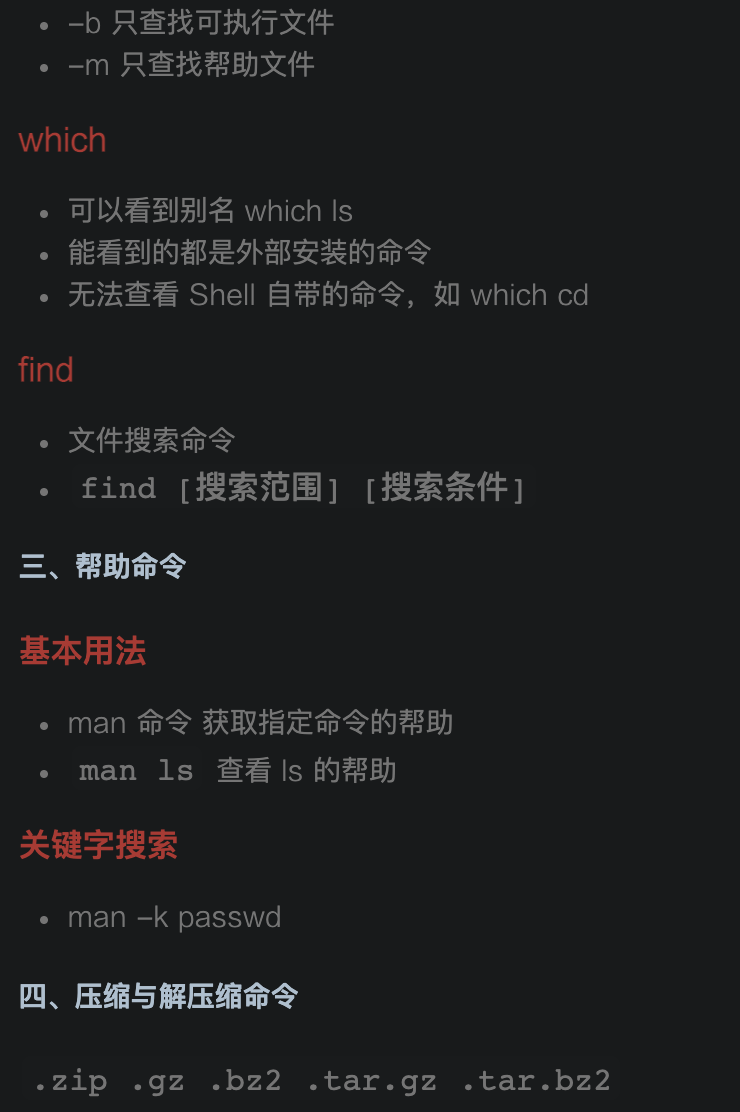 –b 只查找可执行文件
–m 只查找帮助文件
which
可以看到别名 which ls
能看到的都是外部安装的命令
无法查看 Shell 自带的命令，如 which cd
find
文件搜索命令
find [搜索范围] [搜索条件]
三、帮助命令
基本用法
man 命令 获取指定命令的帮助
man ls 查看 ls 的帮助
关键字搜索
man –k passwd
四、压缩与解压缩命令
.zip .gz .bz2 .tar.gz .tar.bz2